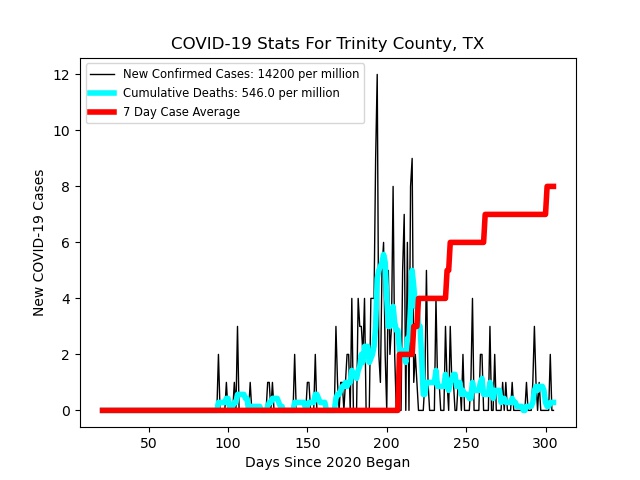 COVID-19 Stats For Trinity County, TX
New Confirmed Cases: 14200 per million
Cumulative Deaths: 546.0 per million
7 Day Case Average
12
10
8
6
4
2
0
New COVID-19 Cases
50 100 150 200 250 300
Days Since 2020 Began